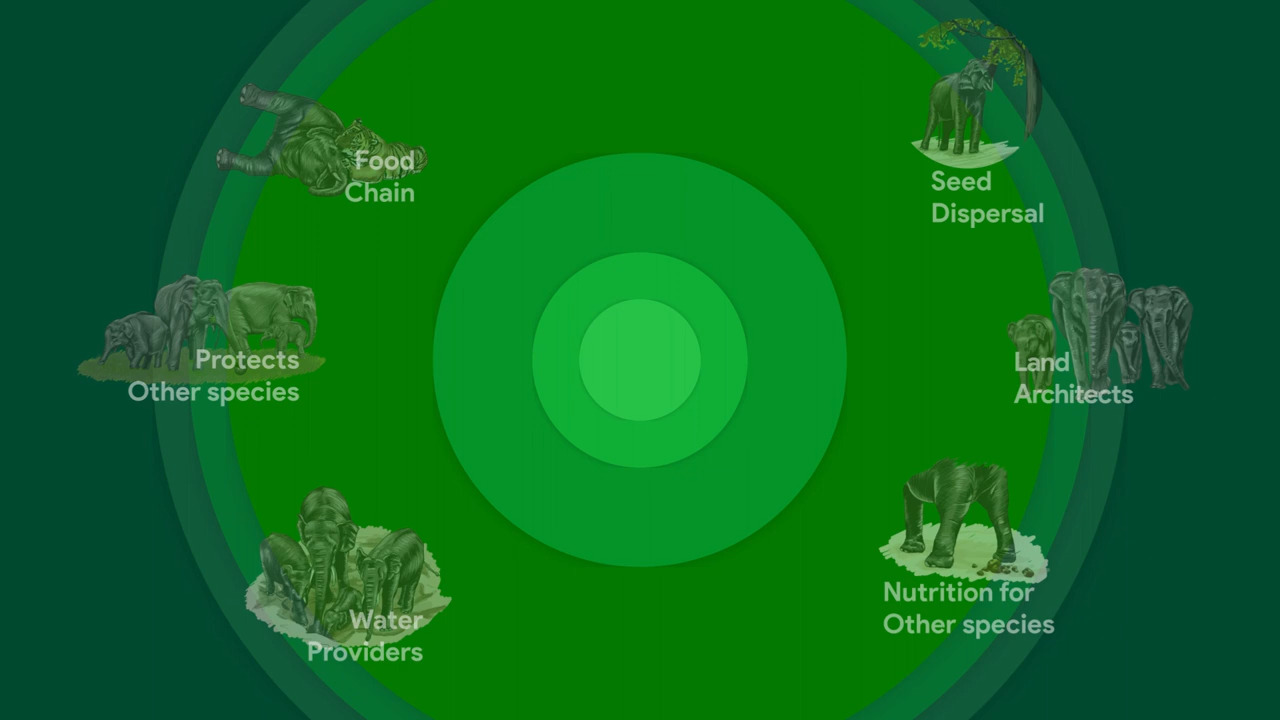 Food
Chain
Seed
Dispersal
Protects
Other species
Land
Architects
Water
Providers
Nutrition for
Other species